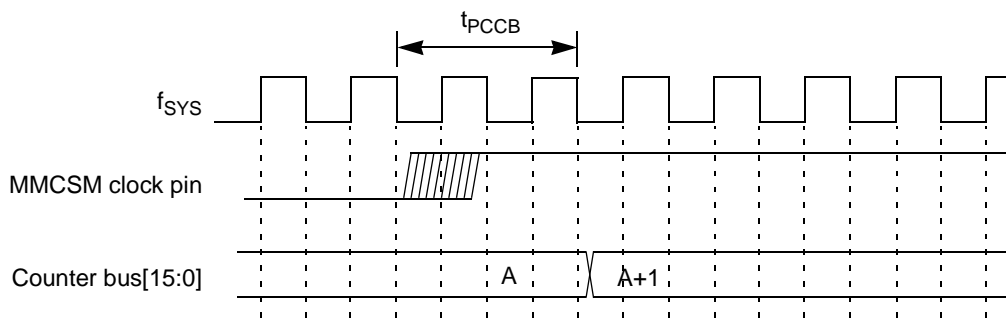 tPCCB
fSYS
MMCSM clock pin
Counter bus[15:0]
A
A+1